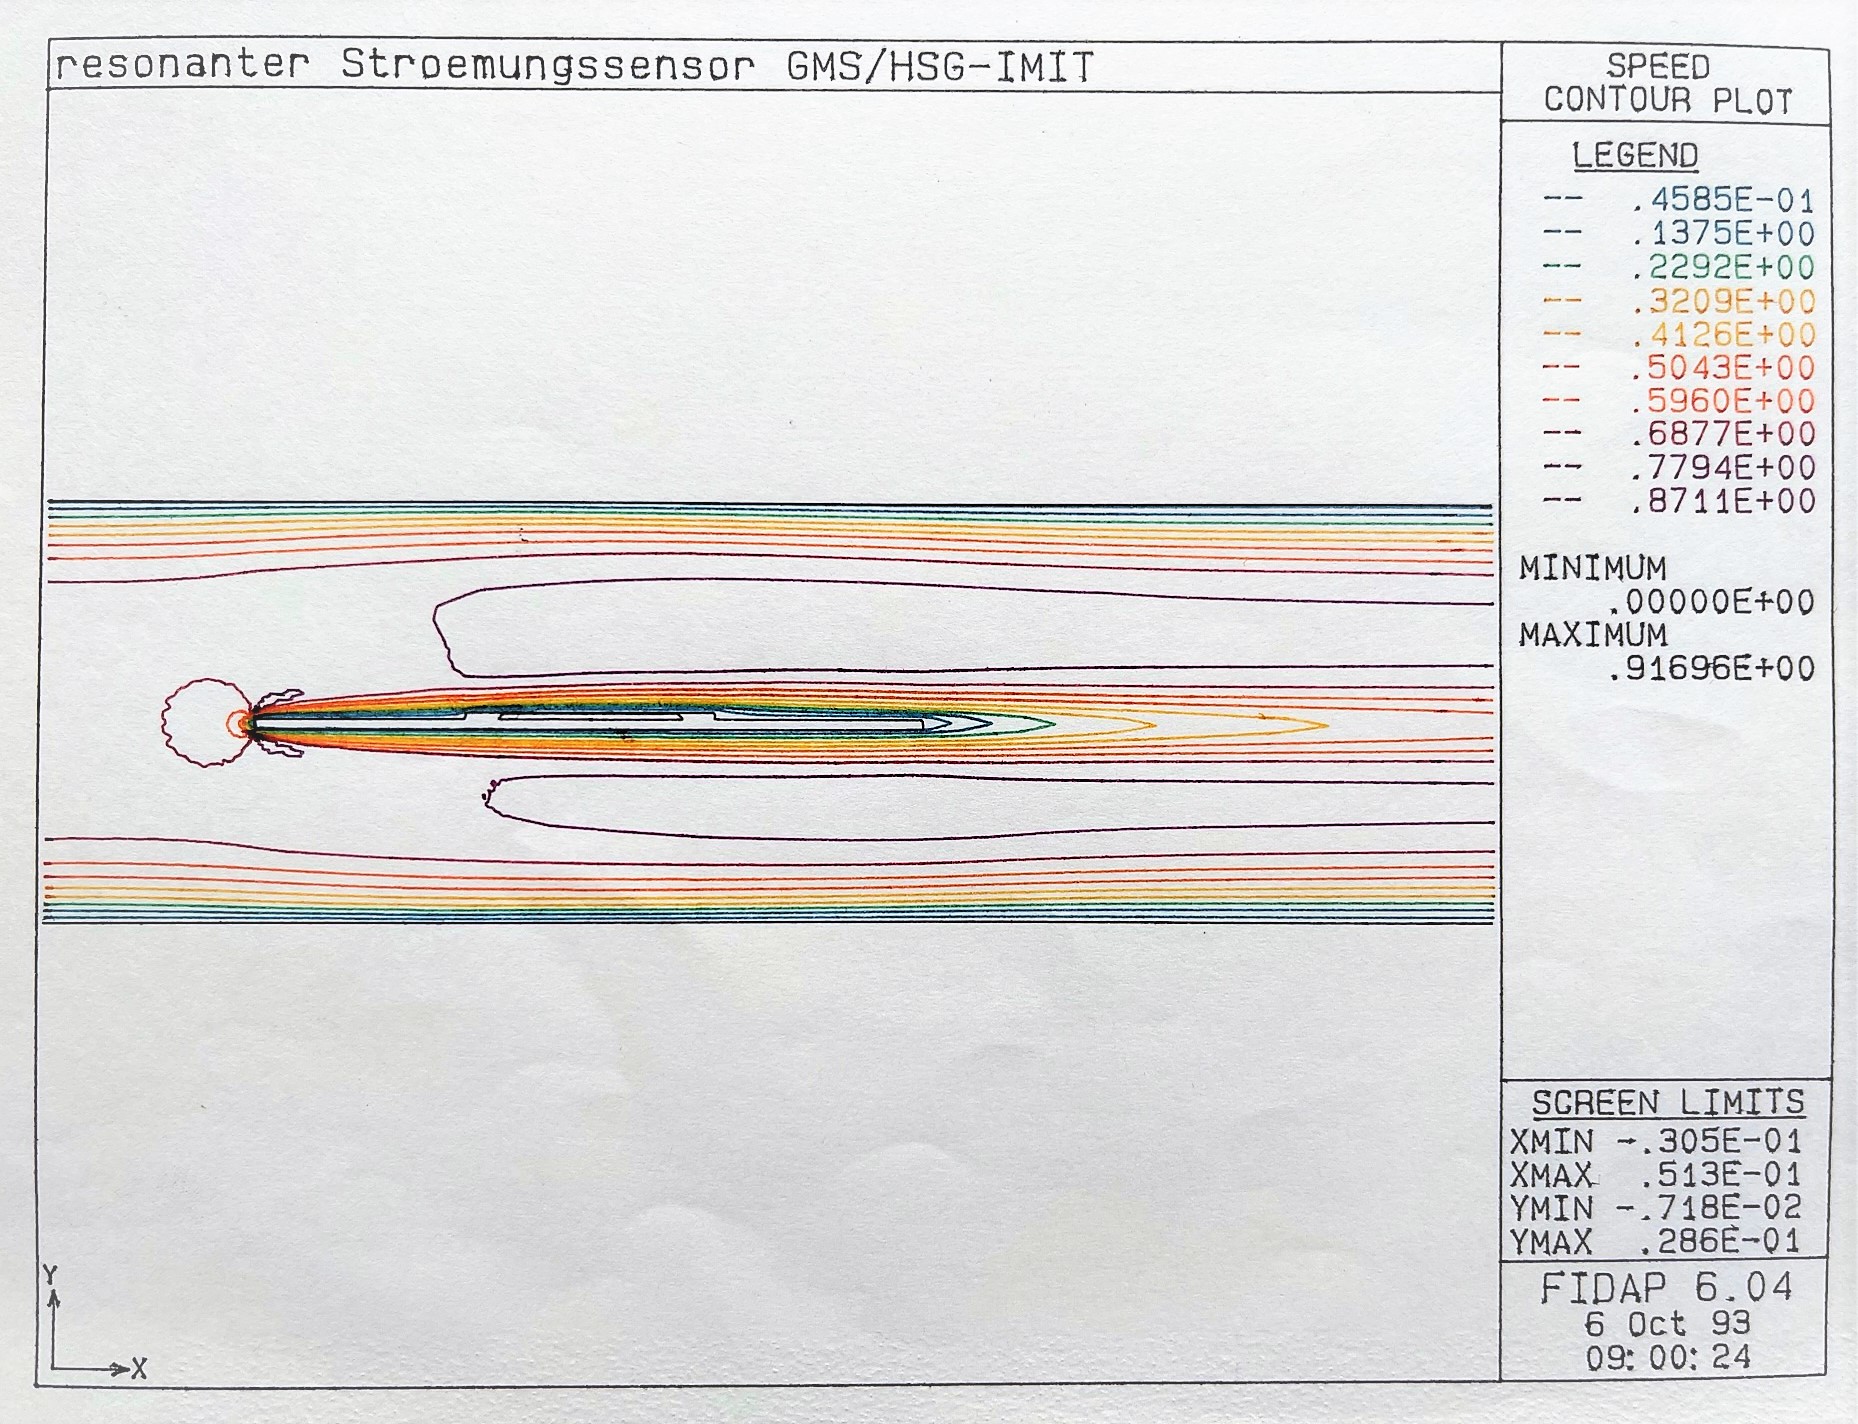 resonanter Stroemungssensor GMS/HSG-IMIT
SPEED
CONTOUR PLOT
LEGEND
-- .4585E-01
-- .1375E+00
-- .2292E+00
-- .3209E+00
-- .4126E+00
-- .5043E+00
-- .5960E+00
-- .6877E+00
-- .7794E+00
-- .8711E+00
MINIMUM
.00000E+00
MAXIMUM
.91696E+00
SCREEN LIMITS
XMIN -.305E-01
XMAX .513E-01
YMIN -.718E-02
YMAX .286E-01
FIDAP 6.04
6 Oct 93
09:00:24
Y
X